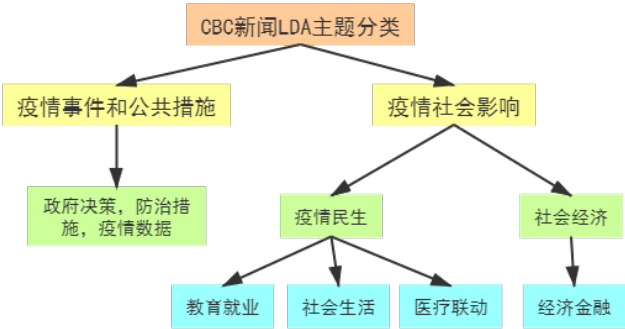 CBC新闻LDA主题分类
疫情事件和公共措施
疫情社会影响
政府决策，防治措
施，疫情数据
疫情民生
社会经济
教育就业
社会生活
医疗联动
经济金融